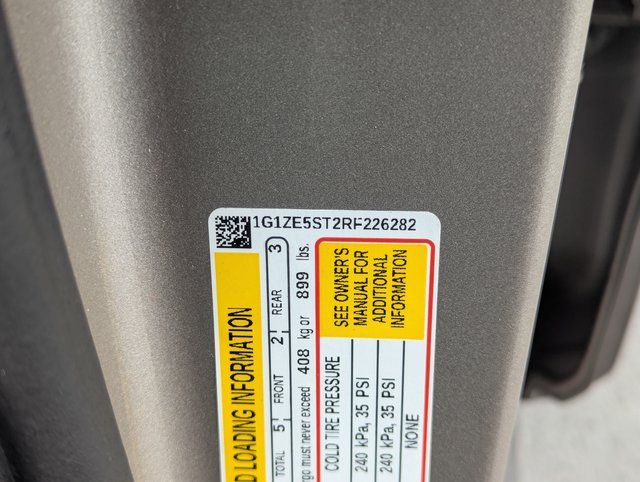 1G1ZE5ST2RF226282
D LOADING INFORMATION
TOTAL 5 FRONT 2 REAR 3
rgo must never exceed 408 kg or 899 lbs.
SEE OWNER'S
MANUAL FOR
ADDITIONAL
INFORMATION
COLD TIRE PRESSURE
240 kPa, 35 PSI
240 kPa, 35 PSI
NONE